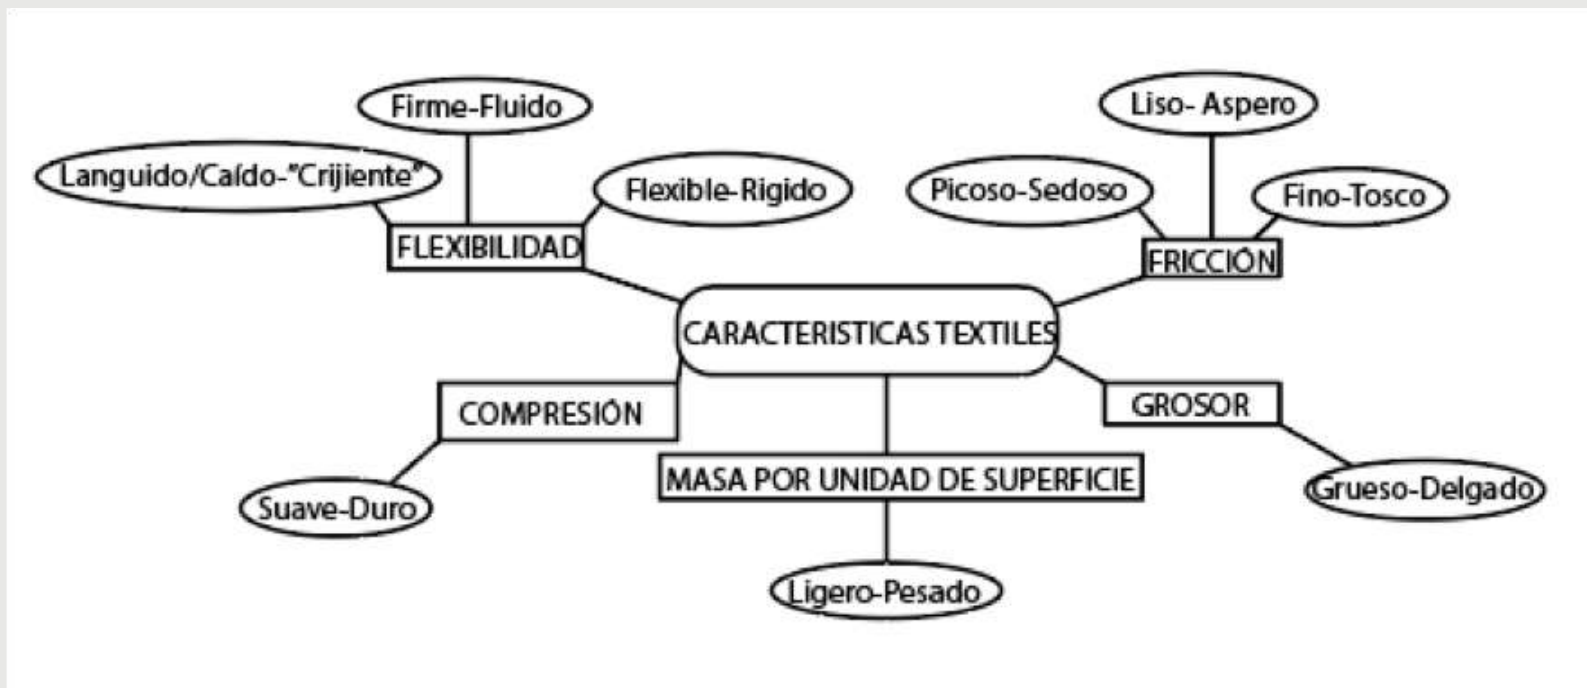 Firme-Fluido
Liso- Aspero
Languido/Caído-"Crijiente"
Flexible-Rigido
Picoso-Sedoso
Fino-Tosco
FLEXIBILIDAD
FRICCIÓN
CARACTERISTICAS TEXTILES
COMPRESIÓN
GROSOR
MASA POR UNIDAD DE SUPERFICIE
Suave-Duro
Grueso-Delgado
Ligero-Pesado